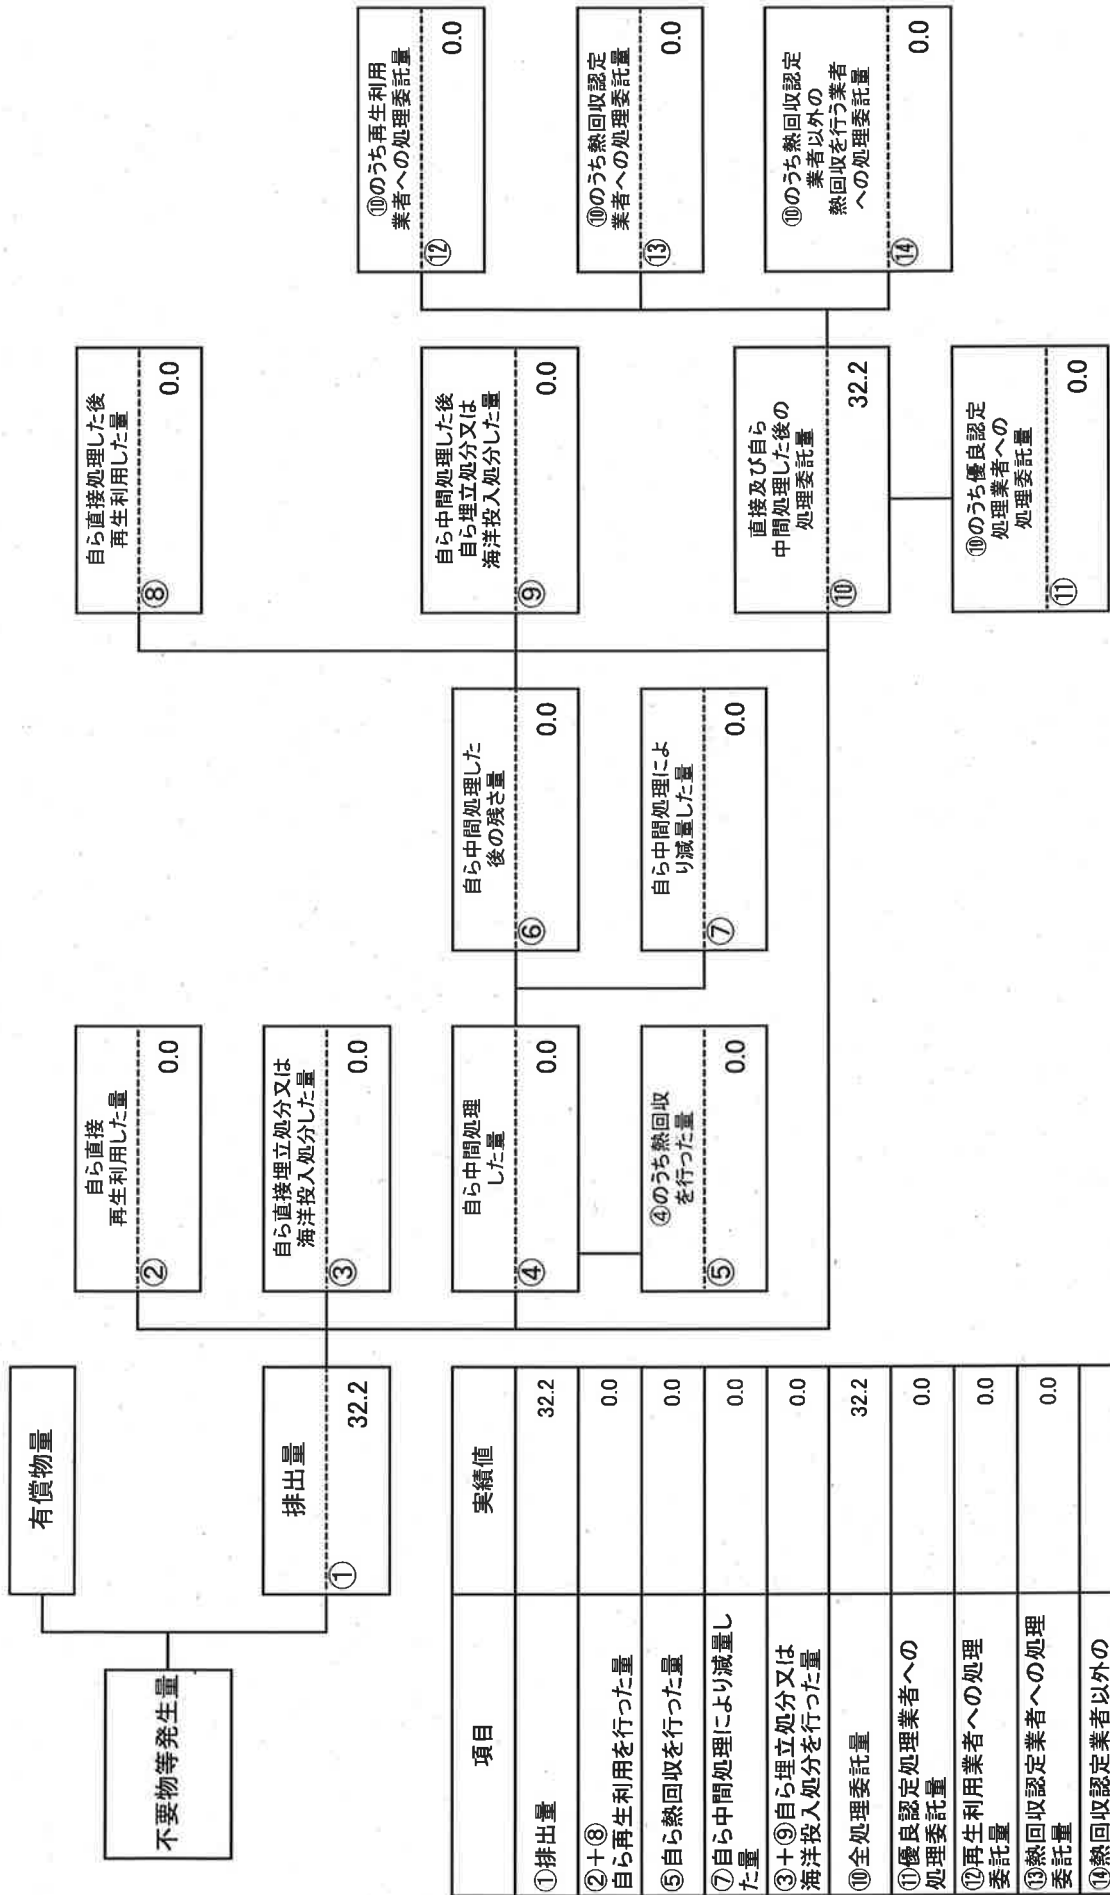 不要物等発生量
有償物量
排出量
①
32.2
自ら直接
再生利用した量
②
0.0
自ら直接埋立処分又は
海洋投入処分した量
③
0.0
自ら中間処理
した量
④
0.0
④のうち熱回収
を行った量
⑤
0.0
自ら中間処理した
後の残さ量
⑥
0.0
自ら中間処理によ
り減量した量
⑦
0.0
自ら直接処理した後
再生利用した量
⑧
0.0
自ら中間処理した後
自ら埋立処分又は
海洋投入処分した量
⑨
0.0
直接及び自ら
中間処理した後の
処理委託量
⑩
32.2
⑩のうち優良認定
処理業者への
処理委託量
⑪
0.0
⑩のうち再生利用
業者への処理委託量
⑫
0.0
⑩のうち熱回収認定
業者への処理委託量
⑬
0.0
⑩のうち熱回収認定
業者以外の
熱回収を行う業者
への処理委託量
⑭
0.0
項目 実績値
①排出量 32.2
②＋⑧
自ら再生利用を行った量 0.0
⑤自ら熱回収を行った量 0.0
⑦自ら中間処理により減量し
た量 0.0
③＋⑨自ら埋立処分又は
海洋投入処分を行った量 0.0
⑩全処理委託量 32.2
⑪優良認定処理業者への
処理委託量 0.0
⑫再生利用業者への処理
委託量 0.0
⑬熱回収認定業者への処理
委託量 0.0
⑭熱回収認定業者以外の